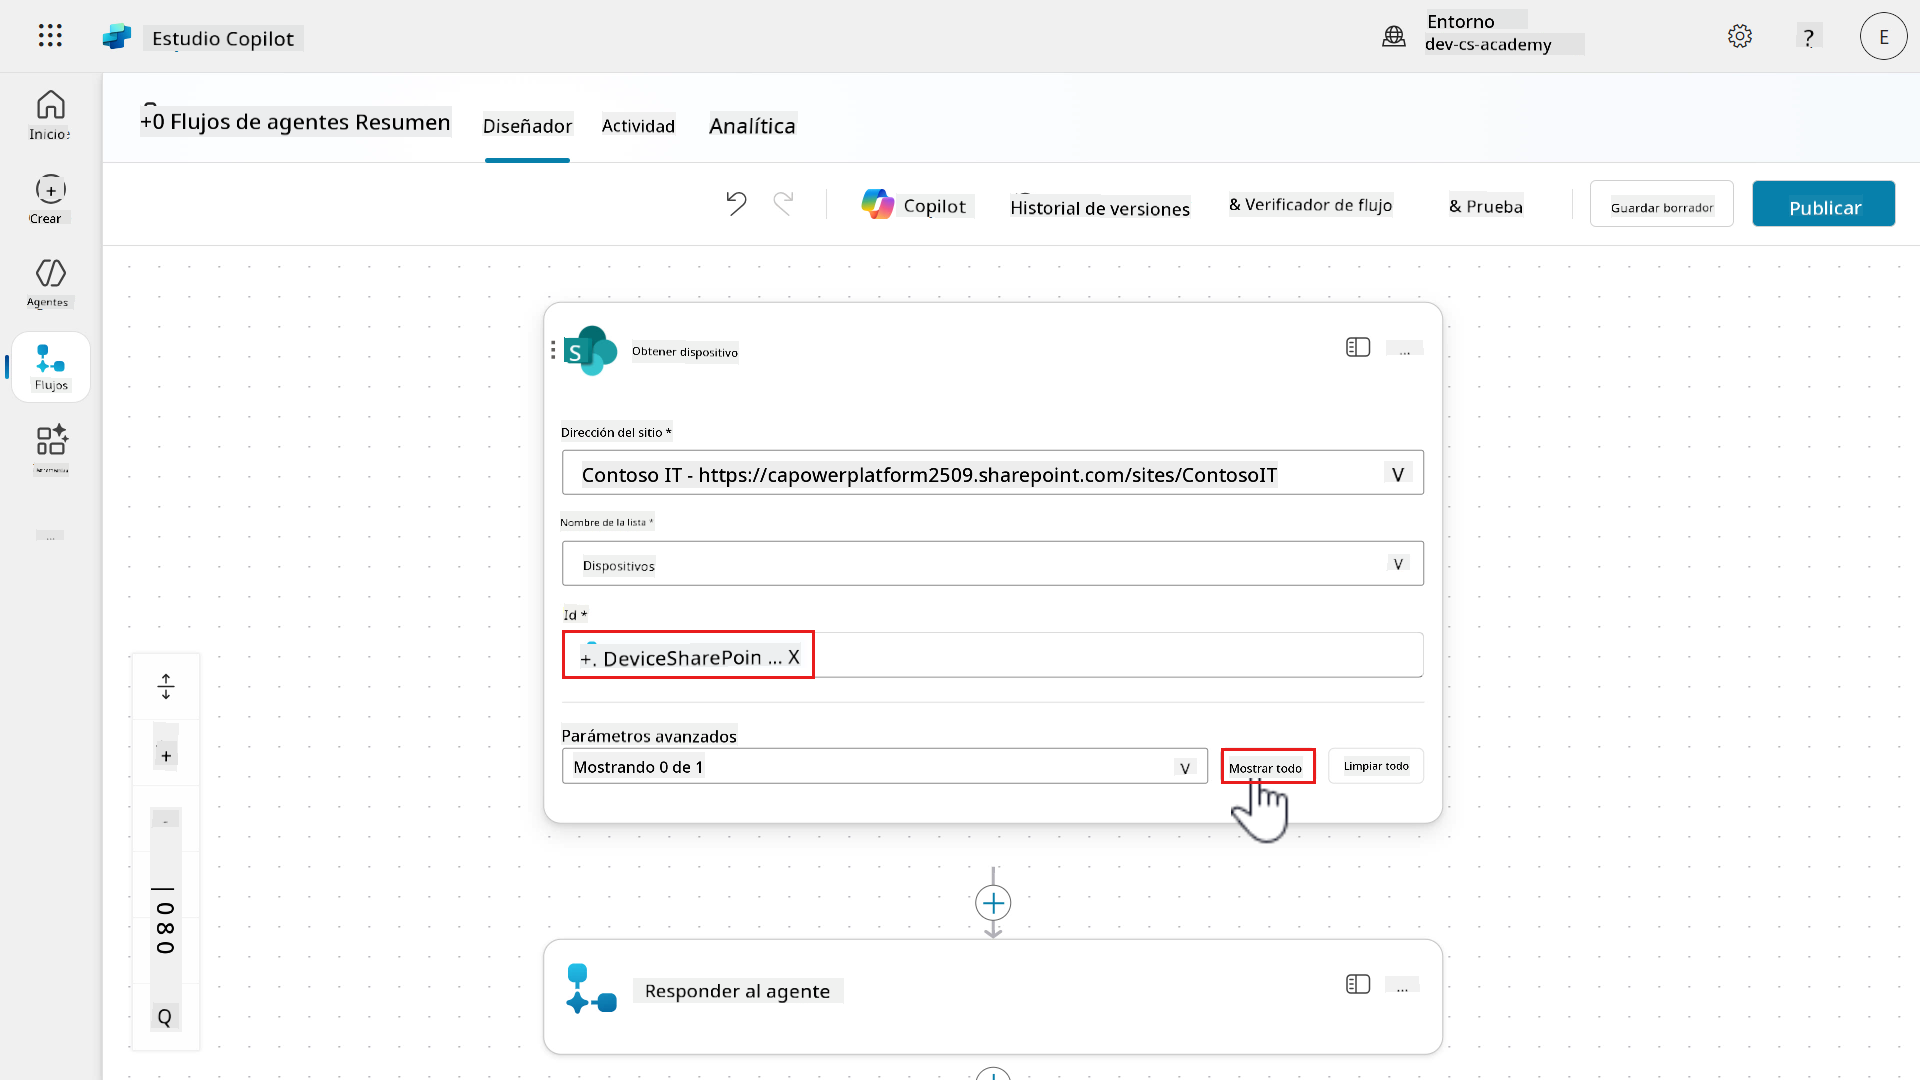 Estudio Copilot
Entorno
dev-cs-academy
?
E
Inicio
Crear
Agentes
Flujos
...
+0 Flujos de agentes Resumen
Diseñador
Actividad
Analítica
Copilot
Historial de versiones
& Verificador de flujo
& Prueba
Guardar borrador
Publicar
S
Obtener dispositivo
...
Dirección del sitio *
Contoso IT - https://capowerplatform2509.sharepoint.com/sites/ContosoIT
V
Nombre de la lista *
Dispositivos
V
Id *
+. DeviceSharePoin ... X
Parámetros avanzados
Mostrando 0 de 1
V
Mostrar todo
Limpiar todo
+
-
| 080
Q
Responder al agente
...